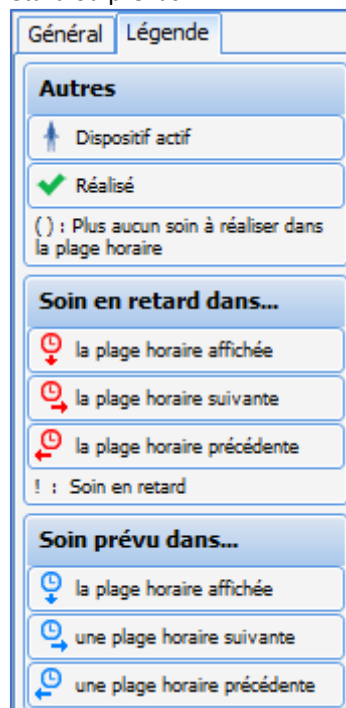 Général Légende
Autres
Dispositif actif
Réalisé
( ) : Plus aucun soin à réaliser dans
la plage horaire
Soin en retard dans...
la plage horaire affichée
la plage horaire suivante
la plage horaire précédente
! : Soin en retard
Soin prévu dans...
la plage horaire affichée
une plage horaire suivante
une plage horaire précédente